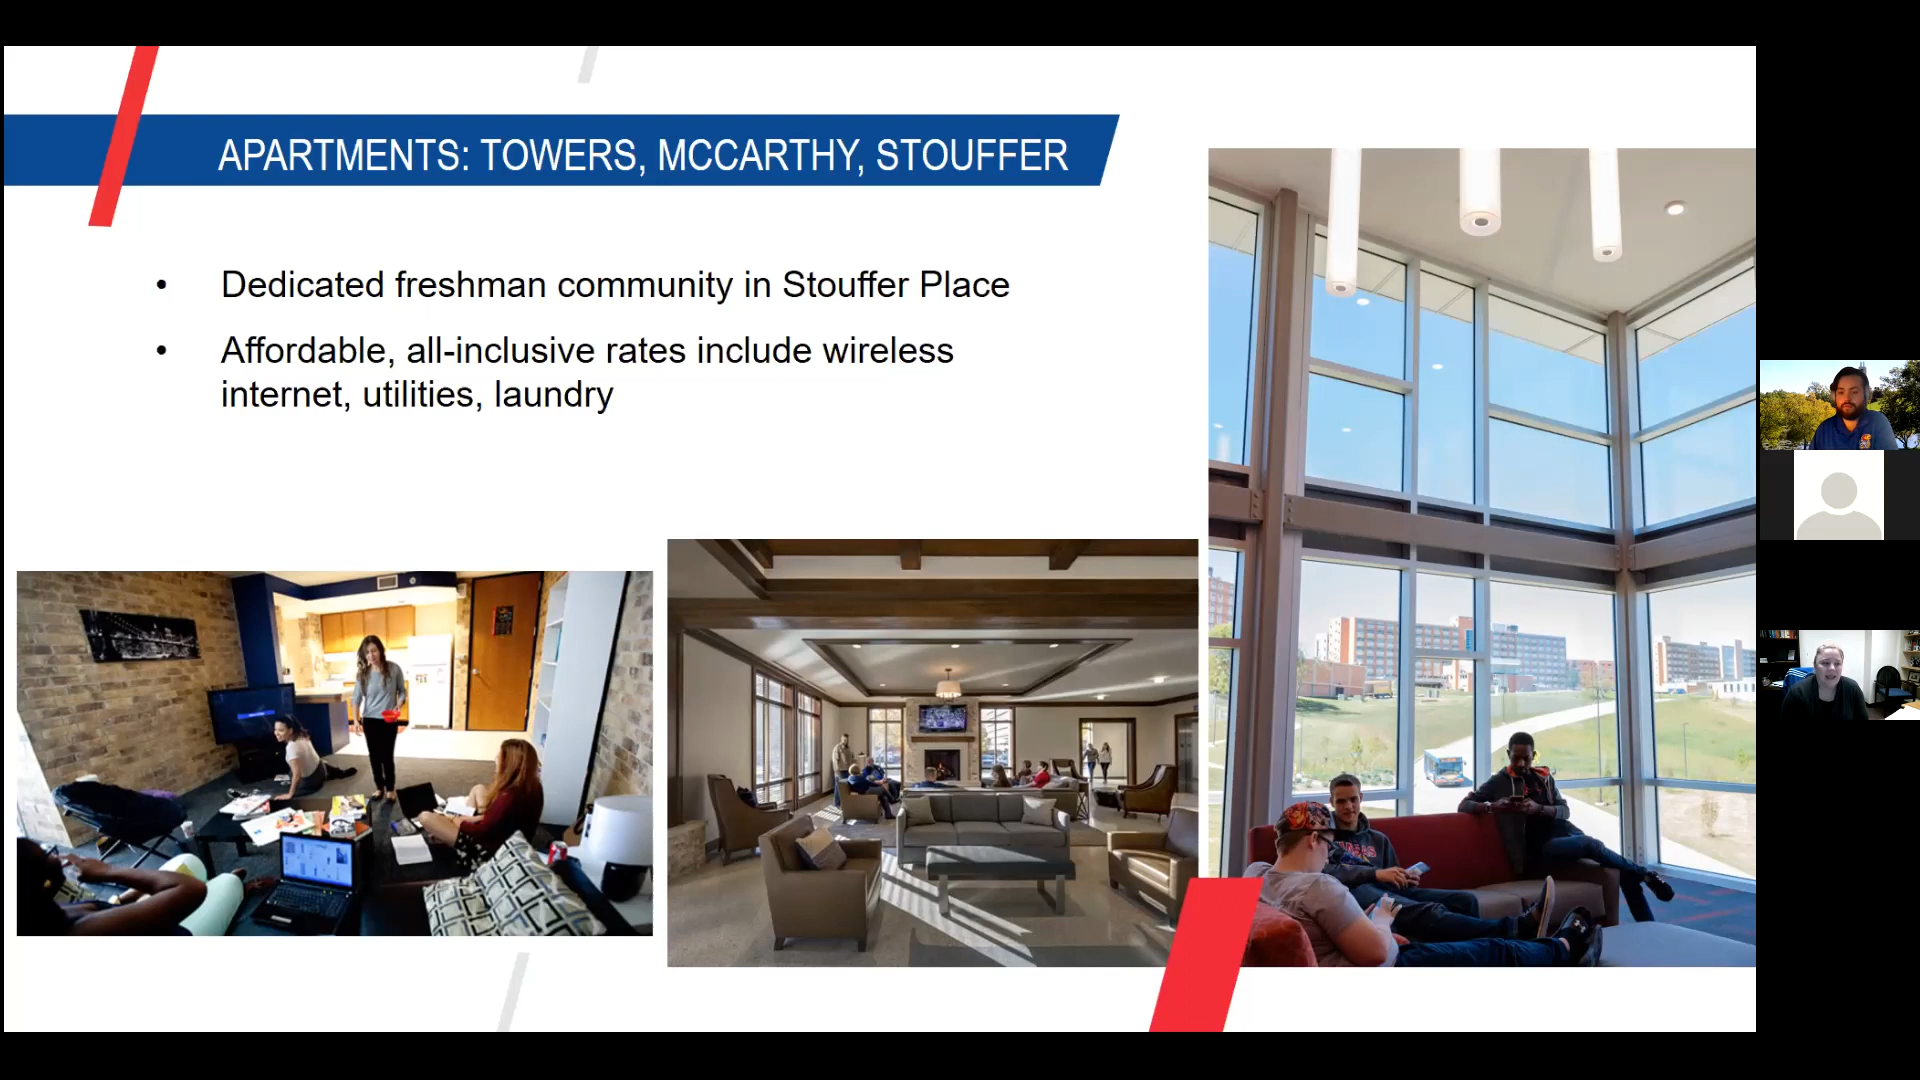 APARTMENTS: TOWERS, MCCARTHY, STOUFFER
• Dedicated freshman community in Stouffer Place
• Affordable, all-inclusive rates include wireless
internet, utilities, laundry